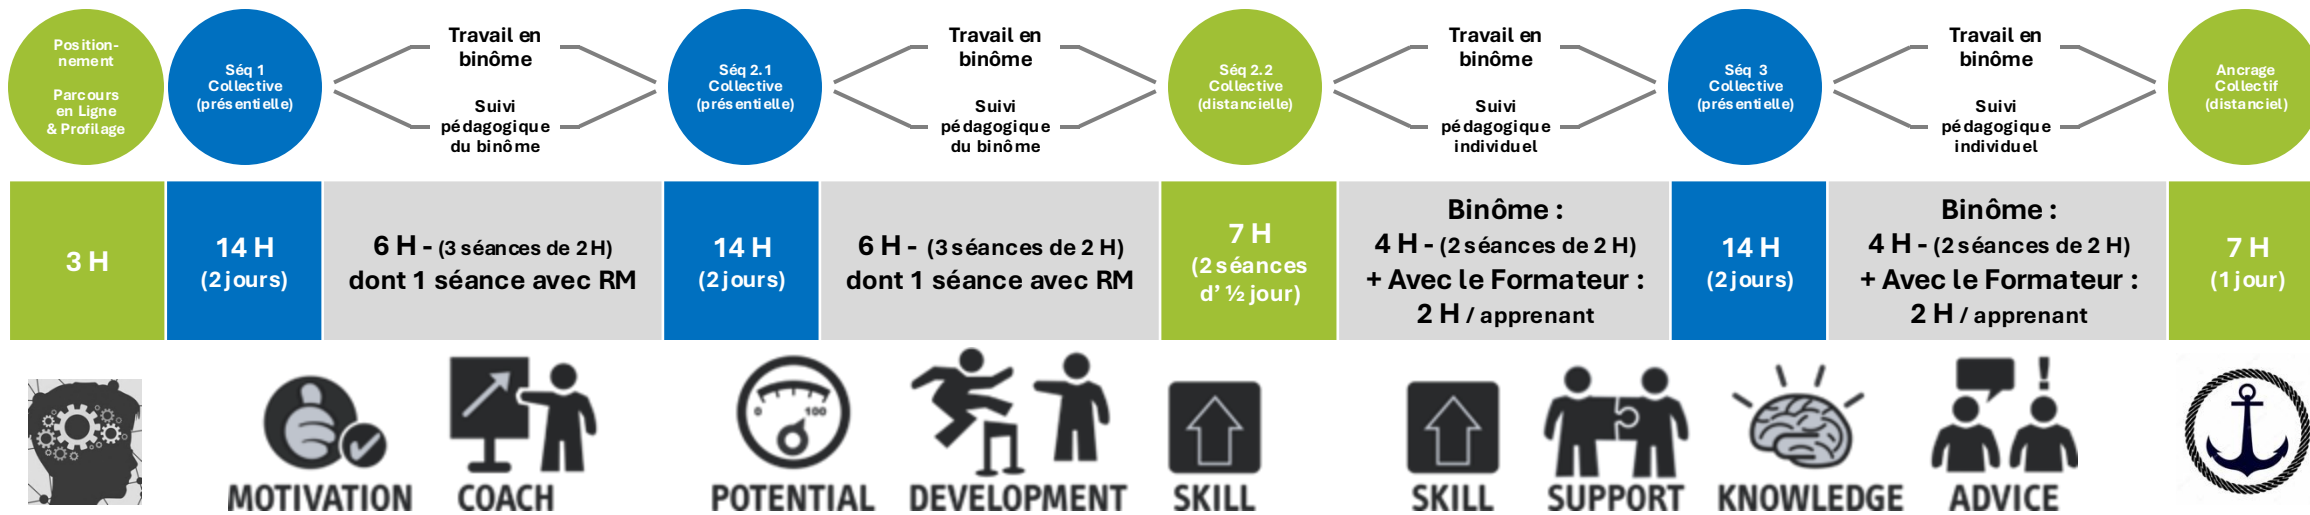 Position-
nement
Parcours
en Ligne
& Profilage
Séq 1
Collective
(présentielle)
Travail en
binôme
Suivi
pédagogique
du binôme
Séq 2.1
Collective
(présentielle)
Travail en
binôme
Suivi
pédagogique
du binôme
Séq 2.2
Collective
(distancielle)
Travail en
binôme
Suivi
pédagogique
individuel
Séq 3
Collective
(présentielle)
Travail en
binôme
Suivi
pédagogique
individuel
Ancrage
Collectif
(distanciel)
3 H
14 H
(2 jours)
6 H - (3 séances de 2 H)
dont 1 séance avec RM
14 H
(2 jours)
6 H - (3 séances de 2 H)
dont 1 séance avec RM
7 H
(2 séances
d’ ½ jour)
Binôme :
4 H - (2 séances de 2 H)
+ Avec le Formateur :
2 H / apprenant
14 H
(2 jours)
Binôme :
4 H - (2 séances de 2 H)
+ Avec le Formateur :
2 H / apprenant
7 H
(1 jour)
MOTIVATION
COACH
0 100
POTENTIAL
DEVELOPMENT
SKILL
SKILL
SUPPORT
KNOWLEDGE
!
ADVICE